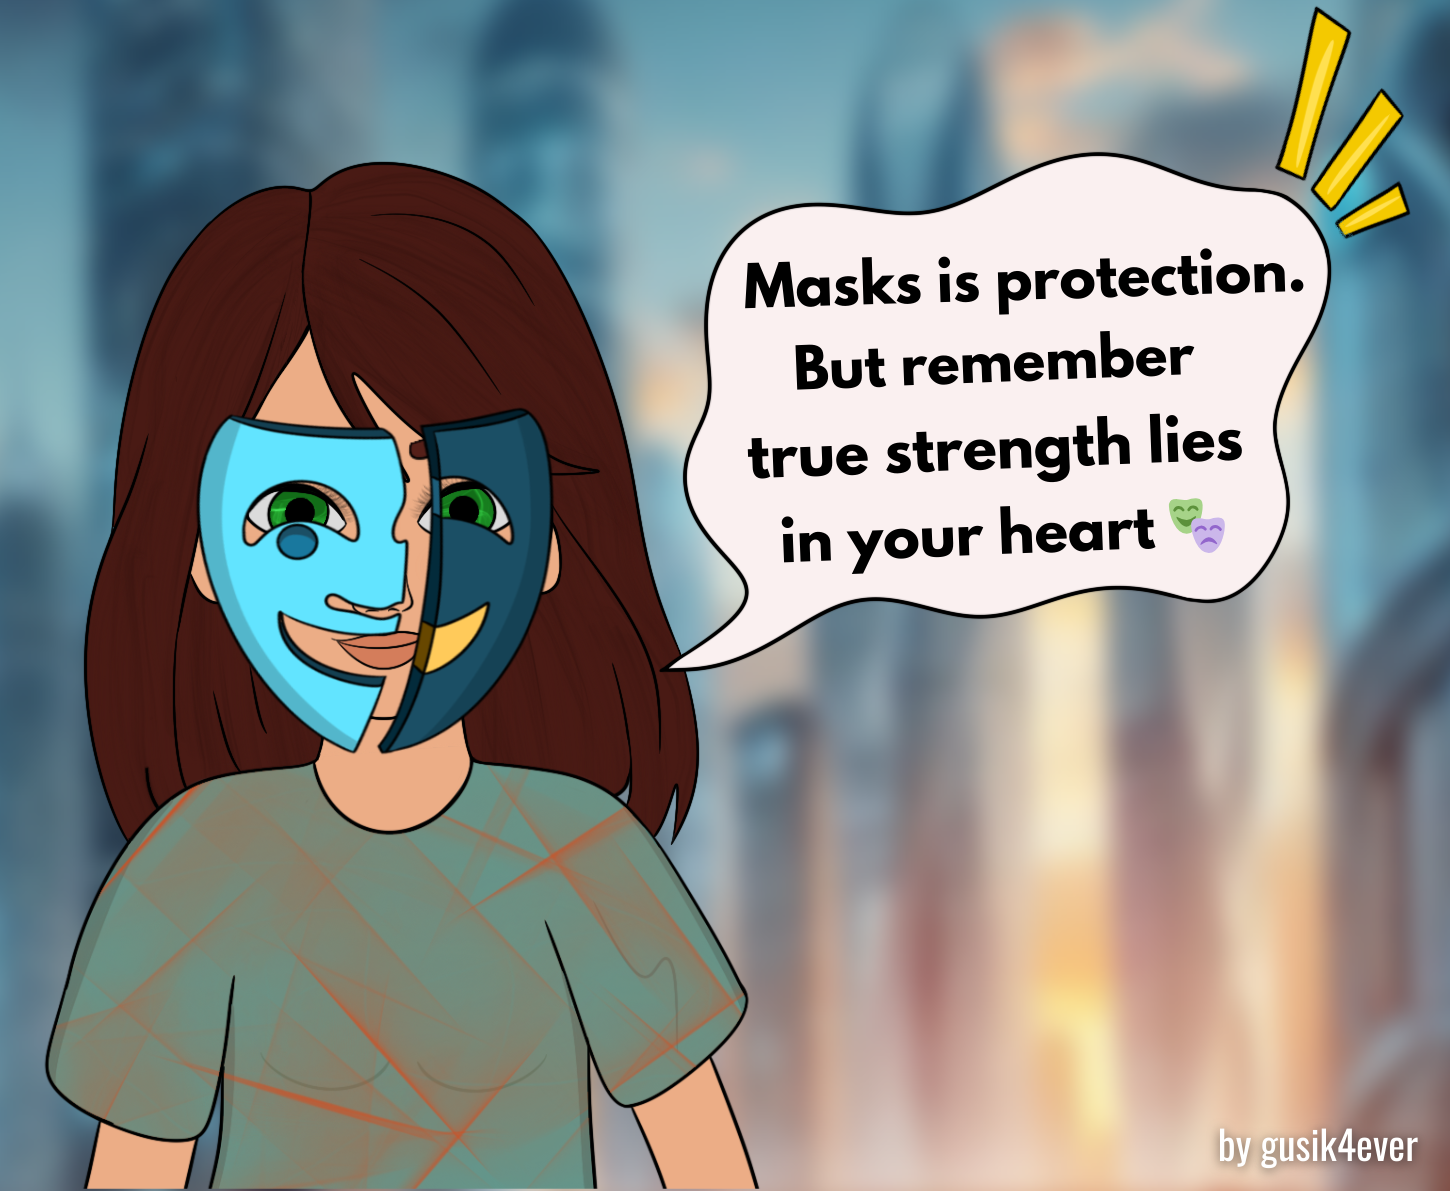 Masks is protection.
But remember
true strength lies
in your heart 🎭
by gusik4ever